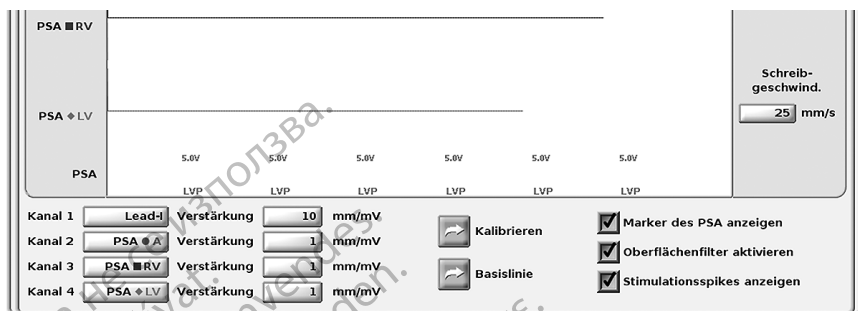 PSA ■ RV
Schreib-
geschwind.
25 mm/s
PSA ◆ LV
5.0V 5.0V 5.0V 5.0V 5.0V 5.0V
PSA
LVP LVP LVP LVP LVP LVP
Kanal 1 Lead-I Verstärkung 10 mm/mV
Kanal 2 PSA ● A Verstärkung 1 mm/mV
Kanal 3 PSA ■ RV Verstärkung 1 mm/mV
Kanal 4 PSA ◆ LV Verstärkung 1 mm/mV
Kalibrieren
Basislinie
Marker des PSA anzeigen
Oberflächenfilter aktivieren
Stimulationsspikes anzeigen
не се използва.